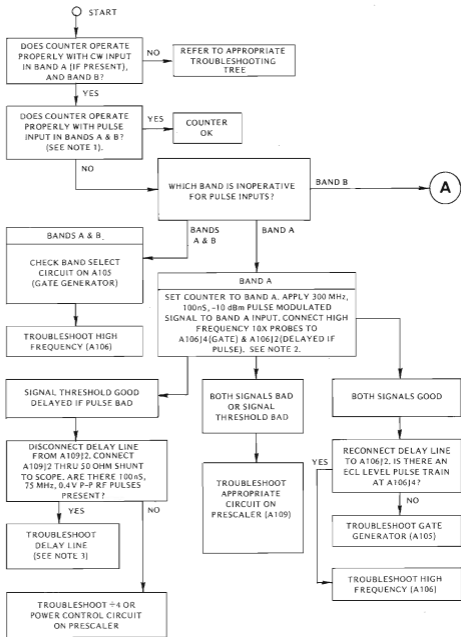 START
DOES COUNTER OPERATE
PROPERLY WITH CW INPUT
IN BAND A (IF PRESENT),
AND BAND B?
NO
REFER TO APPROPRIATE
TROUBLESHOOTING
TREE
YES
DOES COUNTER OPERATE
PROPERLY WITH PULSE
INPUT IN BANDS A & B?
(SEE NOTE 1).
YES
COUNTER
OK
NO
WHICH BAND IS INOPERATIVE
FOR PULSE INPUTS?
BAND B
A
BANDS
A & B
BAND A
BANDS A & B
CHECK BAND SELECT
CIRCUIT ON A105
(GATE GENERATOR)
TROUBLESHOOT HIGH
FREQUENCY (A106)
BAND A
SET COUNTER TO BAND A. APPLY 300 MHz,
100nS, -10 dBm PULSE MODULATED
SIGNAL TO BAND A INPUT. CONNECT HIGH
FREQUENCY 10X PROBES TO
A106J4(GATE) & A106J2(DELAYED IF
PULSE). SEE NOTE 2.
SIGNAL THRESHOLD GOOD
DELAYED IF PULSE BAD
BOTH SIGNALS BAD
OR SIGNAL
THRESHOLD BAD
BOTH SIGNALS GOOD
DISCONNECT DELAY LINE
FROM A109J2. CONNECT
A109J2 THRU 50 OHM SHUNT
TO SCOPE. ARE THERE 100nS,
75 MHz, 0.4V P-P RF PULSES
PRESENT?
YES
NO
TROUBLESHOOT
DELAY LINE
(SEE NOTE 3)
TROUBLESHOOT ÷4 OR
POWER CONTROL CIRCUIT
ON PRESCALER
TROUBLESHOOT
APPROPRIATE
CIRCUIT ON
PRESCALER (A109)
YES
RECONNECT DELAY LINE
TO A106J2. IS THERE AN
ECL LEVEL PULSE TRAIN
AT A106J4?
NO
TROUBLESHOOT GATE
GENERATOR (A105)
TROUBLESHOOT HIGH
FREQUENCY (A106)